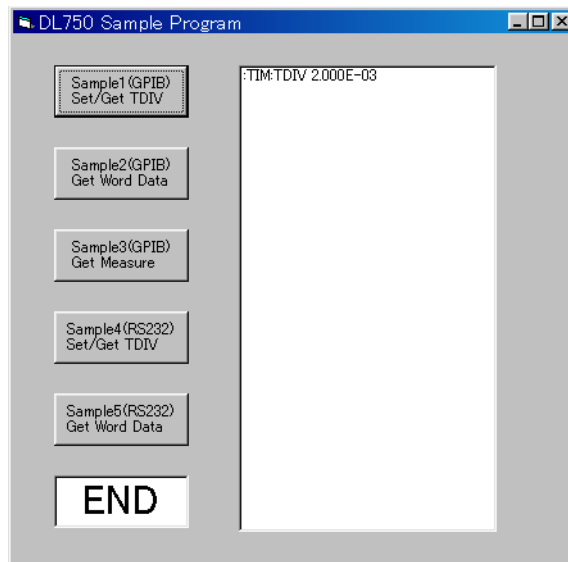 DL750 Sample Program
Sample1(GPIB)
Set/Get TDIV
:TIM:TDIV 2.000E-03
Sample2(GPIB)
Get Word Data
Sample3(GPIB)
Get Measure
Sample4(RS232)
Set/Get TDIV
Sample5(RS232)
Get Word Data
END